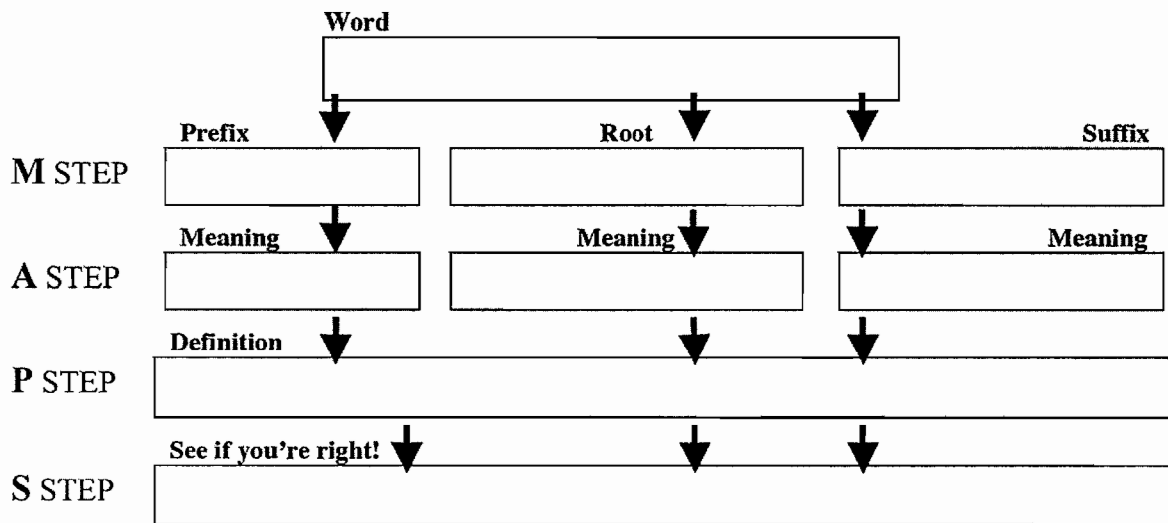 Word
Prefix Root Suffix
M STEP
Meaning Meaning Meaning
A STEP
Definition
P STEP
See if you're right!
S STEP